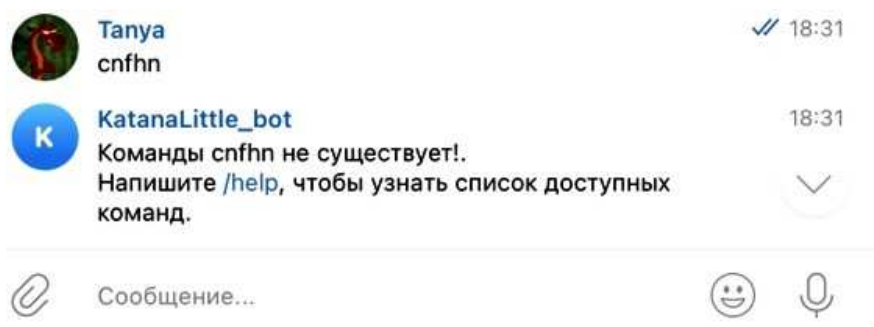 Tanya 18:31
cnfhn
K KatanaLittle_bot 18:31
Команды cnfhn не существует!.
Напишите /help, чтобы узнать список доступных
команд.
Сообщение...